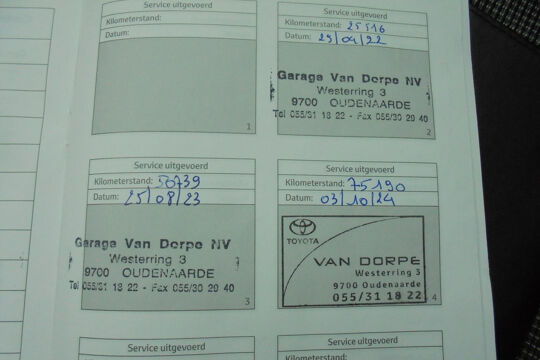 Service uitgevoerd
Kilometerstand:
Datum:
1
Service uitgevoerd
Kilometerstand: 25516
Datum: 29/04/22
Garage Van Dorpe NV
Westerring 3
9700 OUDENAARDE
Tel 055/31 18 22 - Fax 055/30 20 40
2
Service uitgevoerd
Kilometerstand: 50739
Datum: 25/08/23
Garage Van Dorpe NV
Westerring 3
9700 OUDENAARDE
Tel 055/31 18 22 - Fax 055/30 20 40
3
Service uitgevoerd
Kilometerstand: 75190
Datum: 03/10/24
TOYOTA
VAN DORPE
Westerring 3
9700 Oudenaarde
055/31 18 22
4
Service uitgevoerd
Service uitgevoerd
Kilometerstand: